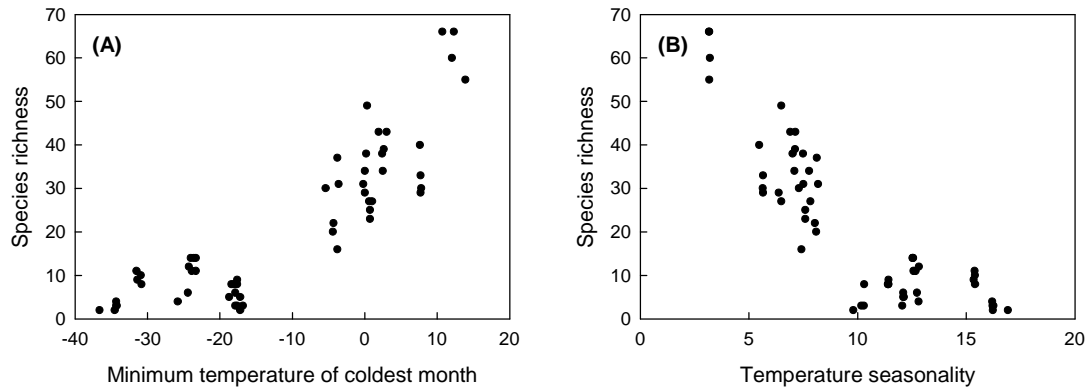 (A)
Species richness
70
60
50
40
30
20
10
0
-40 -30 -20 -10 0 10 20
Minimum temperature of coldest month
(B)
Species richness
70
60
50
40
30
20
10
0
0 5 10 15 20
Temperature seasonality